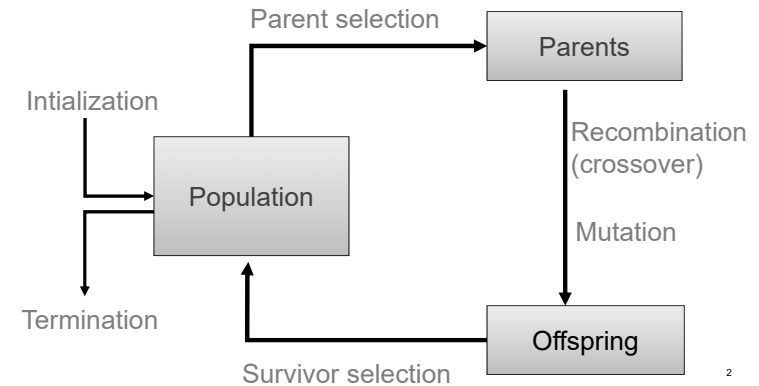 Parent selection
Parents
Intialization
Recombination
(crossover)
Population
Mutation
Termination
Offspring
Survivor selection
2